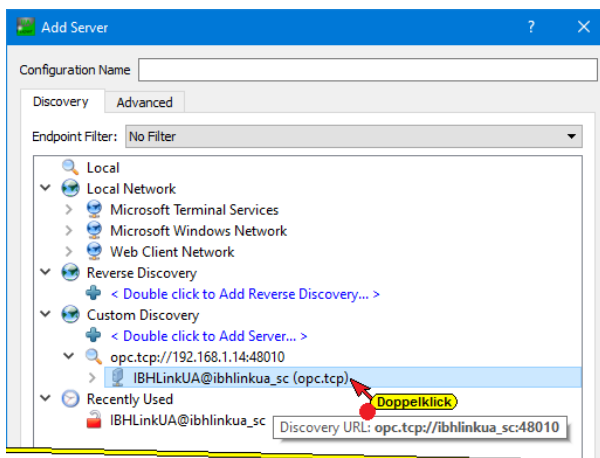 Add Server
Configuration Name
Discovery Advanced
Endpoint Filter: No Filter
Local
Local Network
Microsoft Terminal Services
Microsoft Windows Network
Web Client Network
Reverse Discovery
< Double click to Add Reverse Discovery... >
Custom Discovery
< Double click to Add Server... >
opc.tcp://192.168.1.14:48010
IBHLinkUA@ibhlinkua_sc (opc.tcp)
Doppelklick
Recently Used
IBHLinkUA@ibhlinkua_sc
Discovery URL: opc.tcp://ibhlinkua_sc:48010